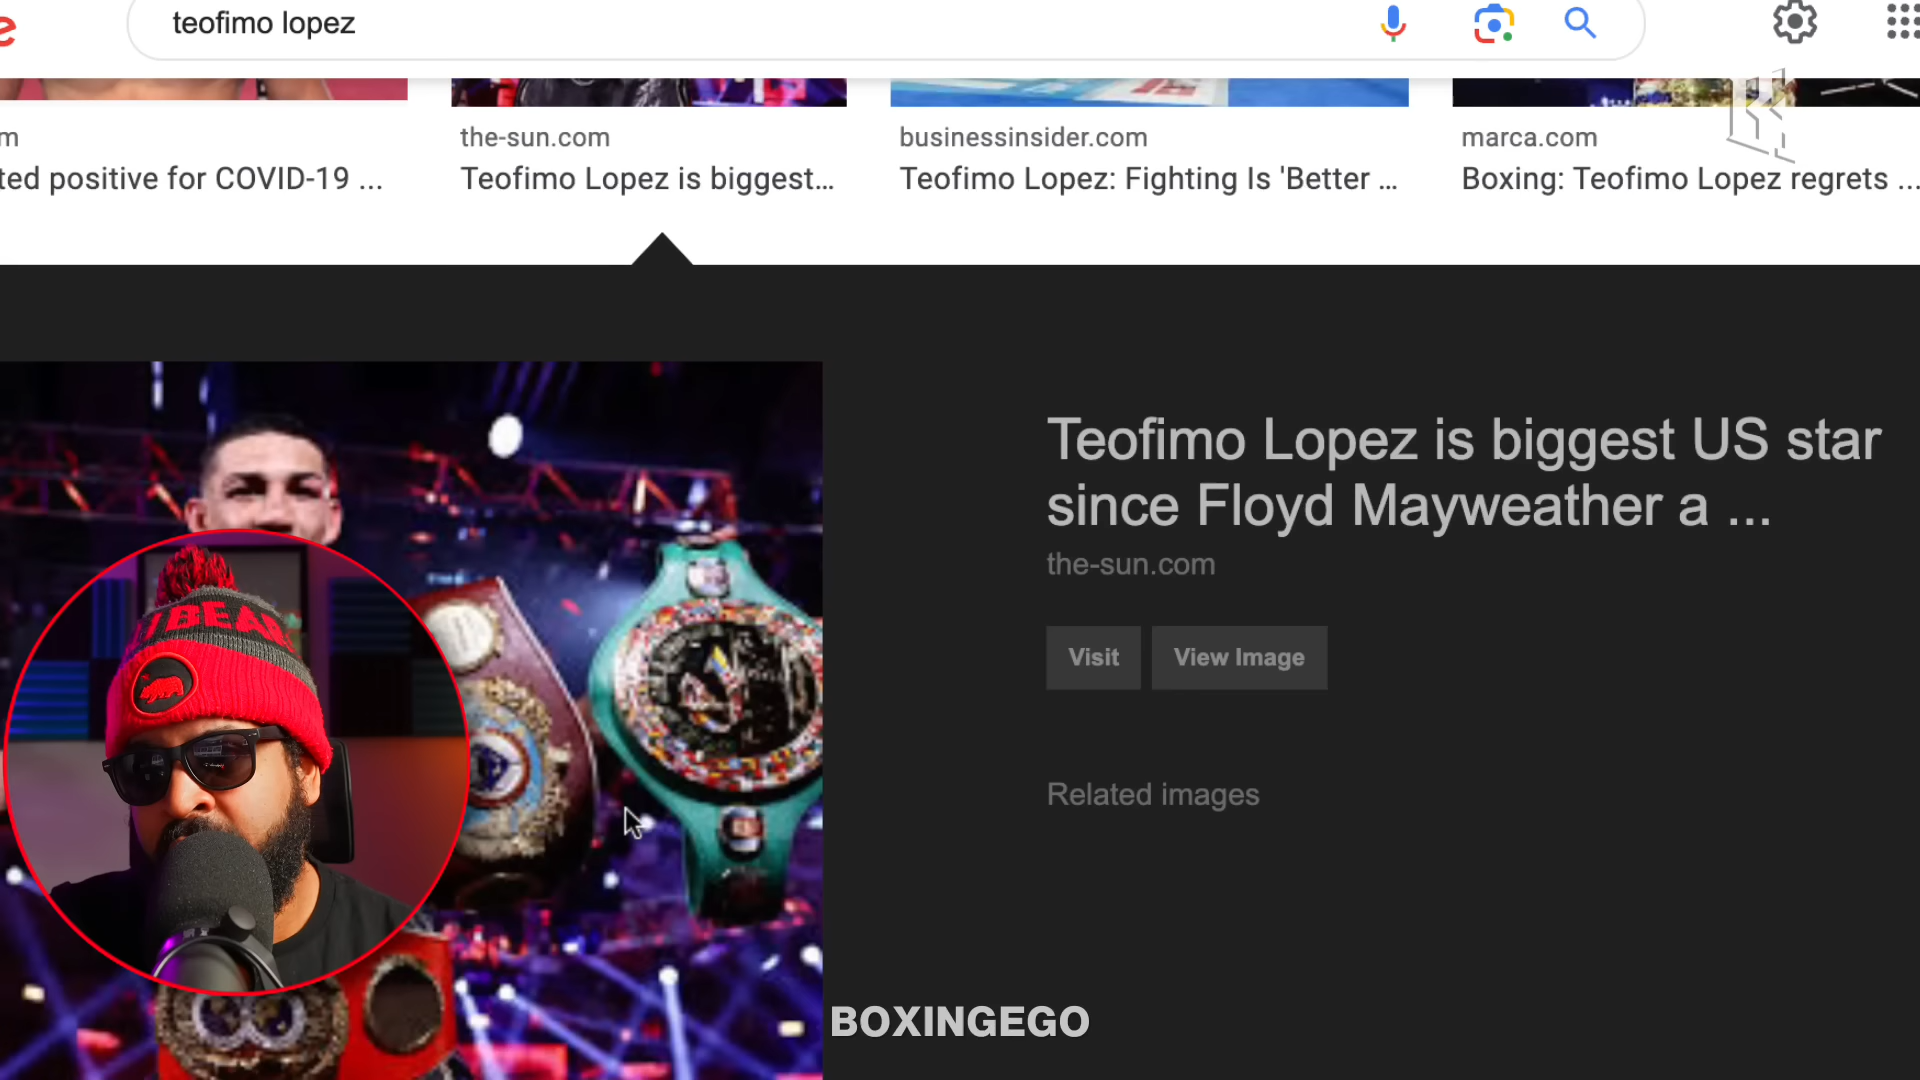 e
teofimo lopez
m
ted positive for COVID-19 ...
the-sun.com
Teofimo Lopez is biggest...
businessinsider.com
Teofimo Lopez: Fighting Is 'Better ...
marca.com
Boxing: Teofimo Lopez regrets ...
Teofimo Lopez is biggest US star
since Floyd Mayweather a ...
the-sun.com
Visit
View Image
Related images
BOXINGEGO